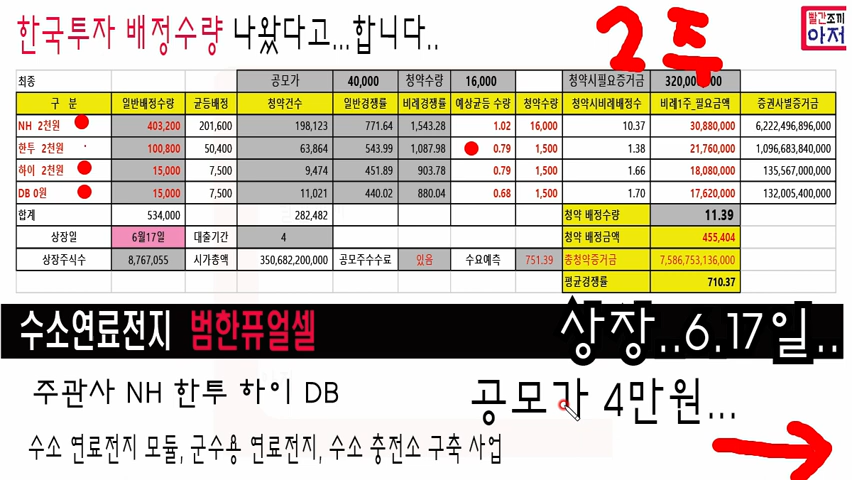 한국투자 배정수량 나왔다고...합니다..
2주
빨간조끼
아저
최종 공모가 40,000 청약수량 16,000 청약시필요증거금 320,000,000
구 분 일반배정수량 균등배정 청약건수 일반경쟁률 비례경쟁률 예상균등 수량 청약수량 청약시비례배정수 비례1주_필요금액 증권사별증거금
NH 2천원 403,200 201,600 198,123 771.64 1,543.28 1.02 16,000 10.37 30,880,000 6,222,496,896,000
한투 2천원 100,800 50,400 63,864 543.99 1,087.98 0.79 1,500 1.38 21,760,000 1,096,683,840,000
하이 2천원 15,000 7,500 9,474 451.89 903.78 0.79 1,500 1.66 18,080,000 135,567,000,000
DB 0원 15,000 7,500 11,021 440.02 880.04 0.68 1,500 1.70 17,620,000 132,005,400,000
합계 534,000 282,482 청약 배정수량 11.39
상장일 6월17일 대출기간 4 청약 배정금액 455,404
상장주식수 8,767,055 시가총액 350,682,200,000 공모주수수료 있음 수요예측 751.39 총청약증거금 7,586,753,136,000
평균경쟁률 710.37
수소연료전지 범한퓨얼셀 상장..6.17일..
주관사 NH 한투 하이 DB
공모가 4만원...
수소 연료전지 모듈, 군수용 연료전지, 수소 충전소 구축 사업